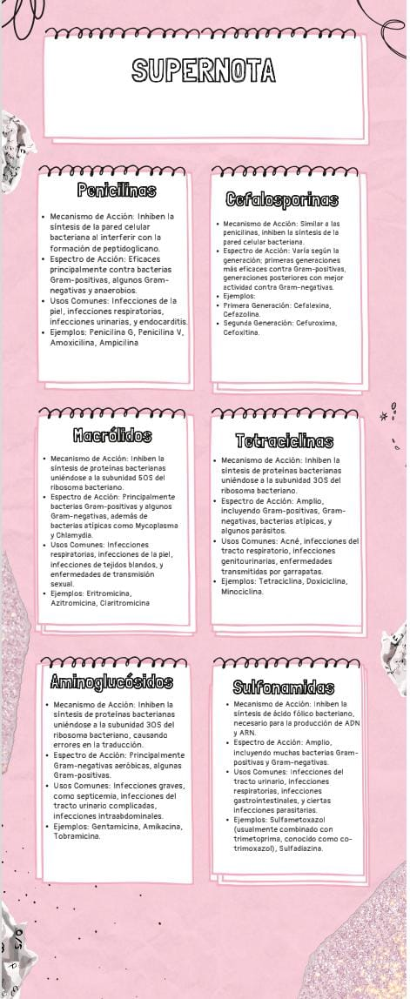 SUPERNOTA
Penicilinas
• Mecanismo de Acción: Inhiben la
síntesis de la pared celular
bacteriana al interferir con la
formación de peptidoglicano.
• Espectro de Acción: Eficaces
principalmente contra bacterias
Gram-positivas, algunos Gram-
negativas y anaerobios.
• Usos Comunes: Infecciones de la
piel, infecciones respiratorias,
infecciones urinarias, y endocarditis.
• Ejemplos: Penicilina G, Penicilina V,
Amoxicilina, Ampicilina
Cefalosporinas
• Mecanismo de Acción: Similar a las
penicilinas, inhiben la síntesis de la
pared celular bacteriana.
• Espectro de Acción: Varía según la
generación; primeras generaciones
más eficaces contra Gram-positivas,
generaciones posteriores con mejor
actividad contra Gram-negativas.
• Ejemplos:
• Primera Generación: Cefalexina,
Cefazolina.
• Segunda Generación: Cefuroxima,
Cefoxitina.
Macrólidos
• Mecanismo de Acción: Inhiben la
síntesis de proteínas bacterianas
uniéndose a la subunidad 50S del
ribosoma bacteriano.
• Espectro de Acción: Principalmente
bacterias Gram-positivas y algunos
Gram-negativas, además de
bacterias atípicas como Mycoplasma
y Chlamydia.
• Usos Comunes: Infecciones
respiratorias, infecciones de la piel,
infecciones de tejidos blandos, y
enfermedades de transmisión
sexual.
• Ejemplos: Eritromicina,
Azitromicina, Claritromicina
Tetraciclinas
• Mecanismo de Acción: Inhiben la
síntesis de proteínas bacterianas
uniéndose a la subunidad 30S del
ribosoma bacteriano.
• Espectro de Acción: Amplio,
incluyendo Gram-positivas, Gram-
negativas, bacterias atípicas, y
algunos parásitos.
• Usos Comunes: Acné, infecciones del
tracto respiratorio, infecciones
genitourinarias, enfermedades
transmitidas por garrapatas.
• Ejemplos: Tetraciclina, Doxiciclina,
Minociclina.
Aminoglucósidos
• Mecanismo de Acción: Inhiben la
síntesis de proteínas bacterianas
uniéndose a la subunidad 30S del
ribosoma bacteriano, causando
errores en la traducción.
• Espectro de Acción: Principalmente
Gram-negativas aeróbicas, algunas
Gram-positivas.
• Usos Comunes: Infecciones graves,
como septicemia, infecciones del
tracto urinario complicadas,
infecciones intraabdominales.
• Ejemplos: Gentamicina, Amikacina,
Tobramicina.
Sulfonamidas
• Mecanismo de Acción: Inhiben la
síntesis de ácido fólico bacteriano,
necesario para la producción de ADN
y ARN.
• Espectro de Acción: Amplio,
incluyendo muchas bacterias Gram-
positivas y Gram-negativas.
• Usos Comunes: Infecciones del
tracto urinario, infecciones
respiratorias, infecciones
gastrointestinales, y ciertas
infecciones parasitarias.
• Ejemplos: Sulfametoxazol
(usualmente combinado con
trimetoprima, conocido como co-
trimoxazol), Sulfadiazina.